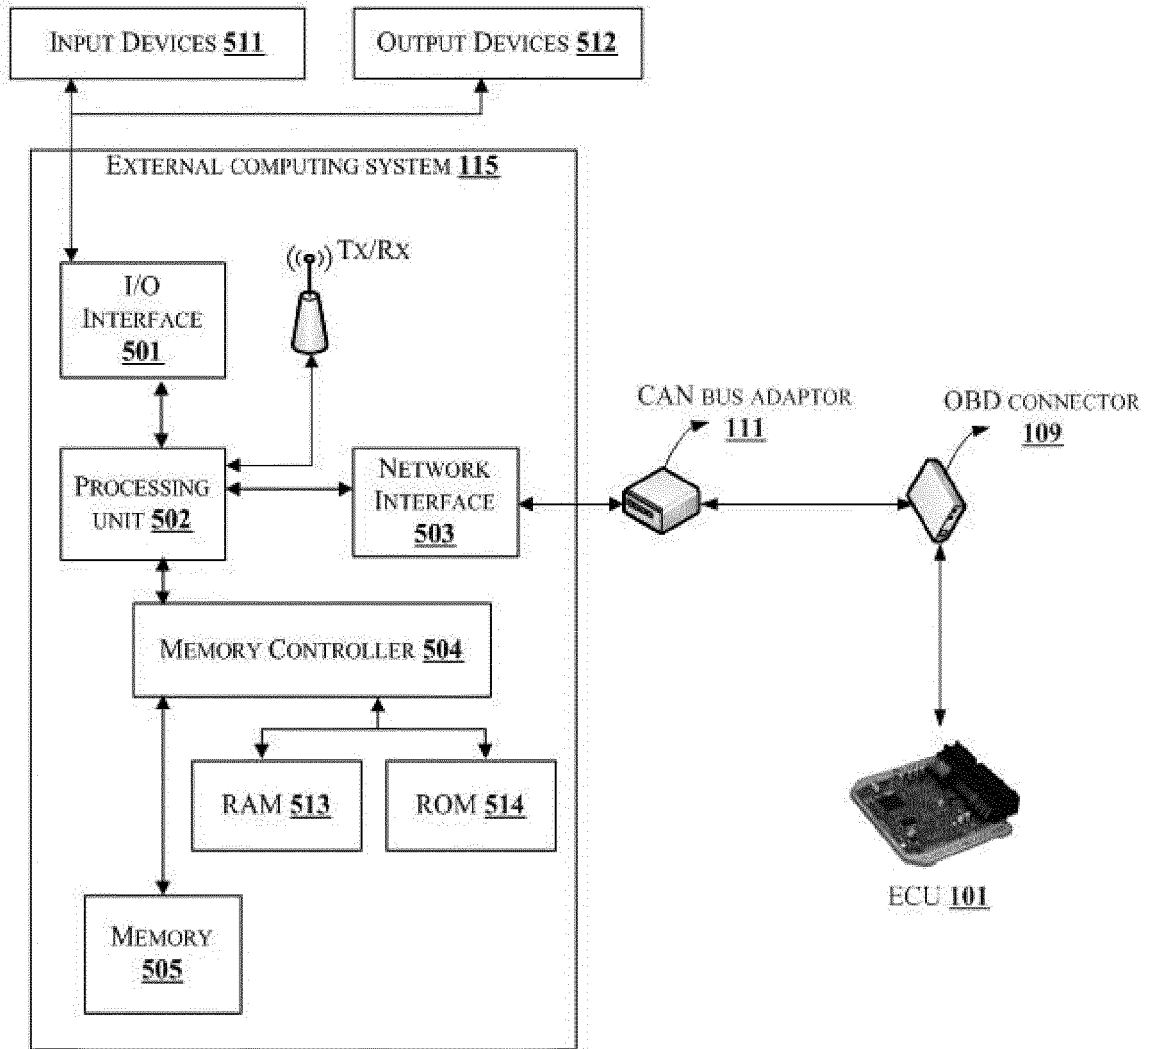 INPUT DEVICES 511
OUTPUT DEVICES 512
EXTERNAL COMPUTING SYSTEM 115
Tx/Rx
I/O
INTERFACE
501
CAN BUS ADAPTOR
111
OBD CONNECTOR
109
PROCESSING
UNIT 502
NETWORK
INTERFACE
503
MEMORY CONTROLLER 504
RAM 513
ROM 514
ECU 101
MEMORY
505